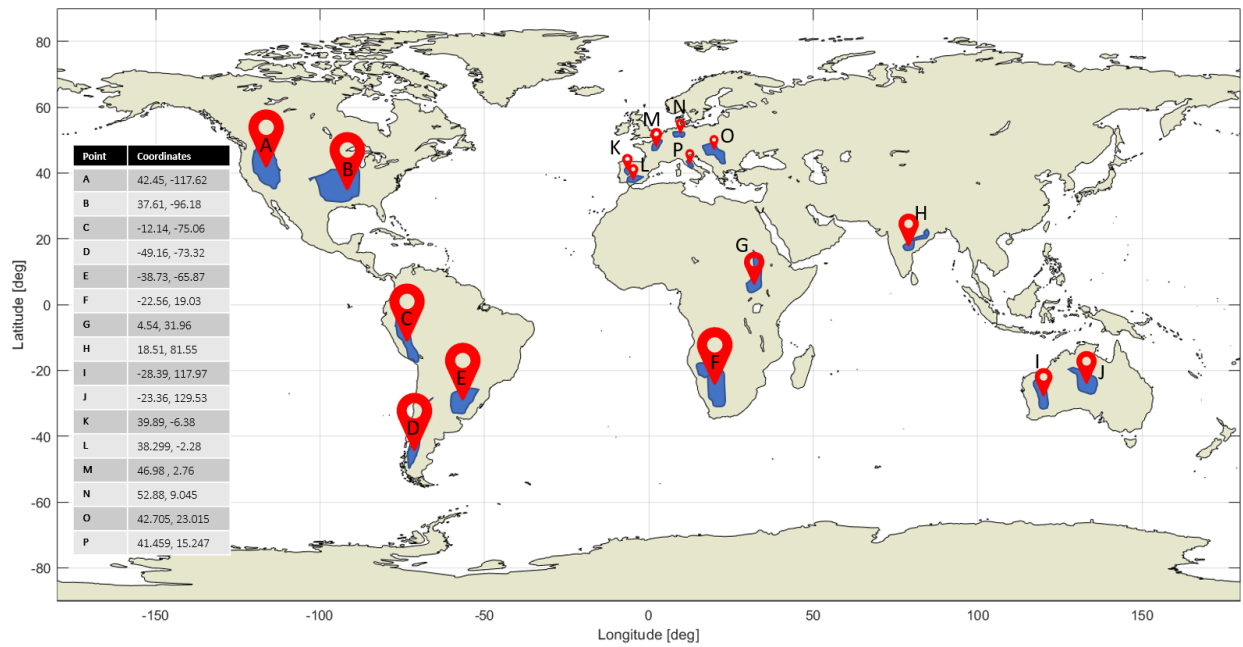 80
60
40
20
0
-20
-40
-60
-80
Latitude [deg]
-150
-100
-50
0
50
100
150
Longitude [deg]
Point Coordinates
A 42.45, -117.62
B 37.61, -96.18
C -12.14, -75.06
D -49.16, -73.32
E -38.73, -65.87
F -22.56, 19.03
G 4.54, 31.96
H 18.51, 81.55
I -28.39, 117.97
J -23.36, 129.53
K 39.89, -6.38
L 38.299, -2.28
M 46.98 , 2.76
N 52.88, 9.045
O 42.705, 23.015
P 41.459, 15.247
A
B
C
D
E
F
G
H
I
J
K
L
M
N
O
P